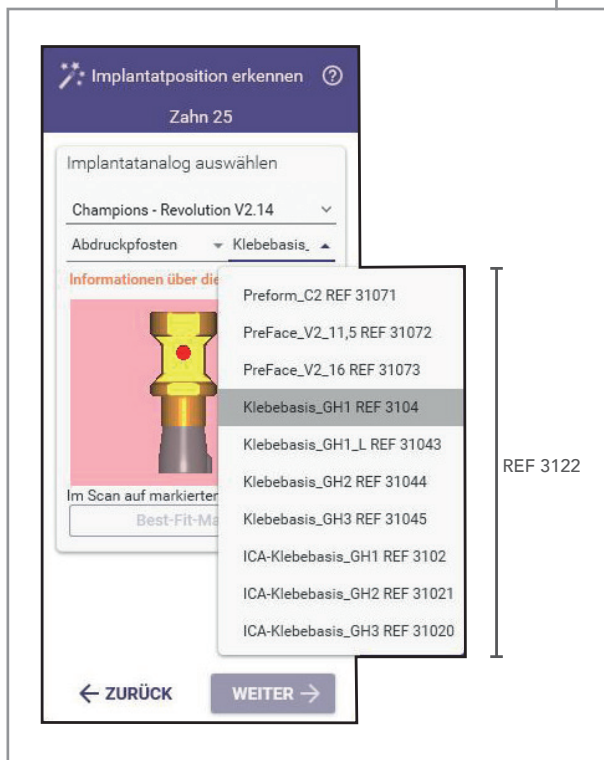 Implantatposition erkennen ?
Zahn 25
Implantatanalog auswählen
Champions - Revolution V2.14
Abdruckpfosten Klebebasis_
Informationen über die
Preform_C2 REF 31071
PreFace_V2_11,5 REF 31072
PreFace_V2_16 REF 31073
Klebebasis_GH1 REF 3104
Klebebasis_GH1_L REF 31043
Klebebasis_GH2 REF 31044
Klebebasis_GH3 REF 31045
ICA-Klebebasis_GH1 REF 3102
ICA-Klebebasis_GH2 REF 31021
ICA-Klebebasis_GH3 REF 31020
REF 3122
Im Scan auf markierten
Best-Fit-Ma
ZURÜCK
WEITER